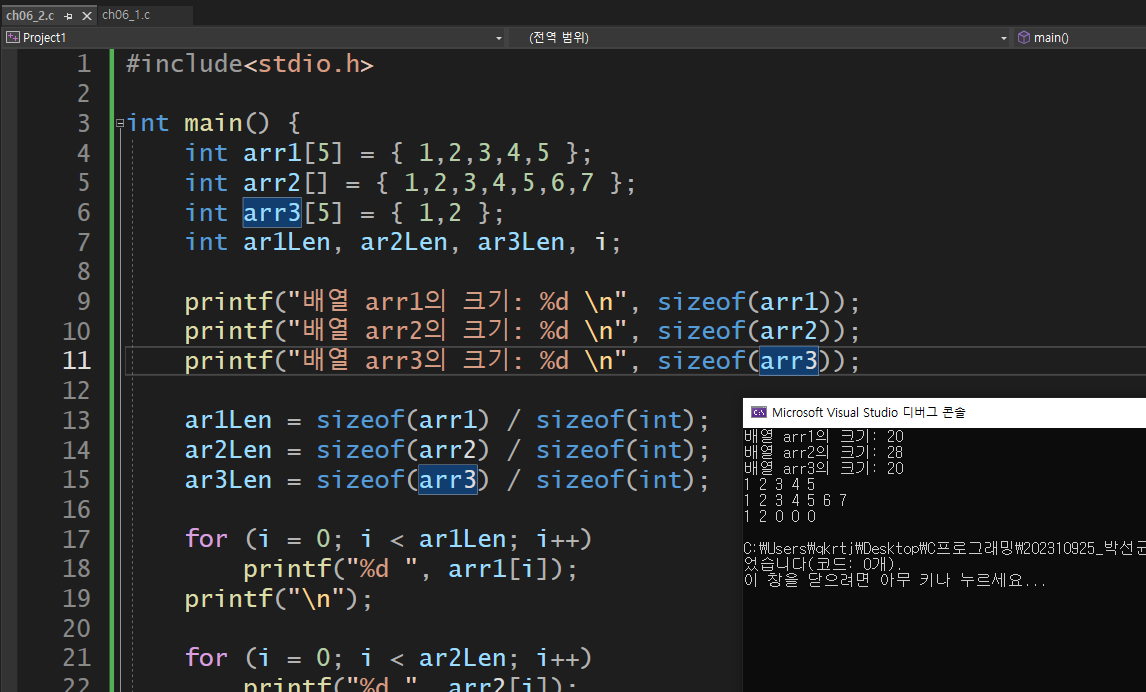 ch06_2.c
ch06_1.c
Project1
(전역 범위)
main()
1 #include<stdio.h>
2
3 int main() {
4 int arr1[5] = { 1,2,3,4,5 };
5 int arr2[] = { 1,2,3,4,5,6,7 };
6 int arr3[5] = { 1,2 };
7 int ar1Len, ar2Len, ar3Len, i;
8
9 printf("배열 arr1의 크기: %d \n", sizeof(arr1));
10 printf("배열 arr2의 크기: %d \n", sizeof(arr2));
11 printf("배열 arr3의 크기: %d \n", sizeof(arr3));
12
13 ar1Len = sizeof(arr1) / sizeof(int);
14 ar2Len = sizeof(arr2) / sizeof(int);
15 ar3Len = sizeof(arr3) / sizeof(int);
16
17 for (i = 0; i < ar1Len; i++)
18 printf("%d ", arr1[i]);
19 printf("\n");
20
21 for (i = 0; i < ar2Len; i++)
22 printf("%d ", arr2[i]);
Microsoft Visual Studio 디버그 콘솔
배열 arr1의 크기: 20
배열 arr2의 크기: 28
배열 arr3의 크기: 20
1 2 3 4 5
1 2 3 4 5 6 7
1 2 0 0 0
C:₩Users₩qkrtj₩Desktop₩C프로그래밍₩202310925_박선균
었습니다(코드: 0개).
이 창을 닫으려면 아무 키나 누르세요...